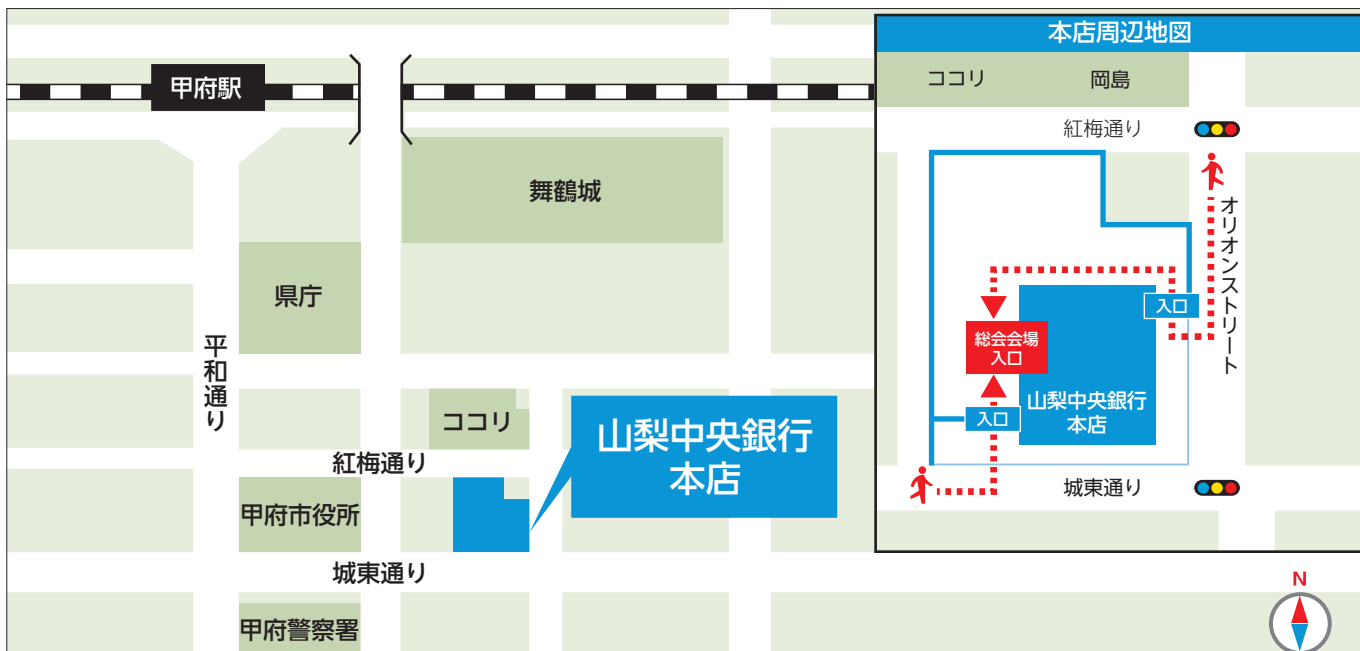 甲府駅
舞鶴城
県庁
平和通り
ココリ
紅梅通り
山梨中央銀行
本店
甲府市役所
城東通り
甲府警察署
本店周辺地図
ココリ
岡島
紅梅通り
オリオンストリート
入口
総会会場
入口
山梨中央銀行
本店
入口
城東通り
N